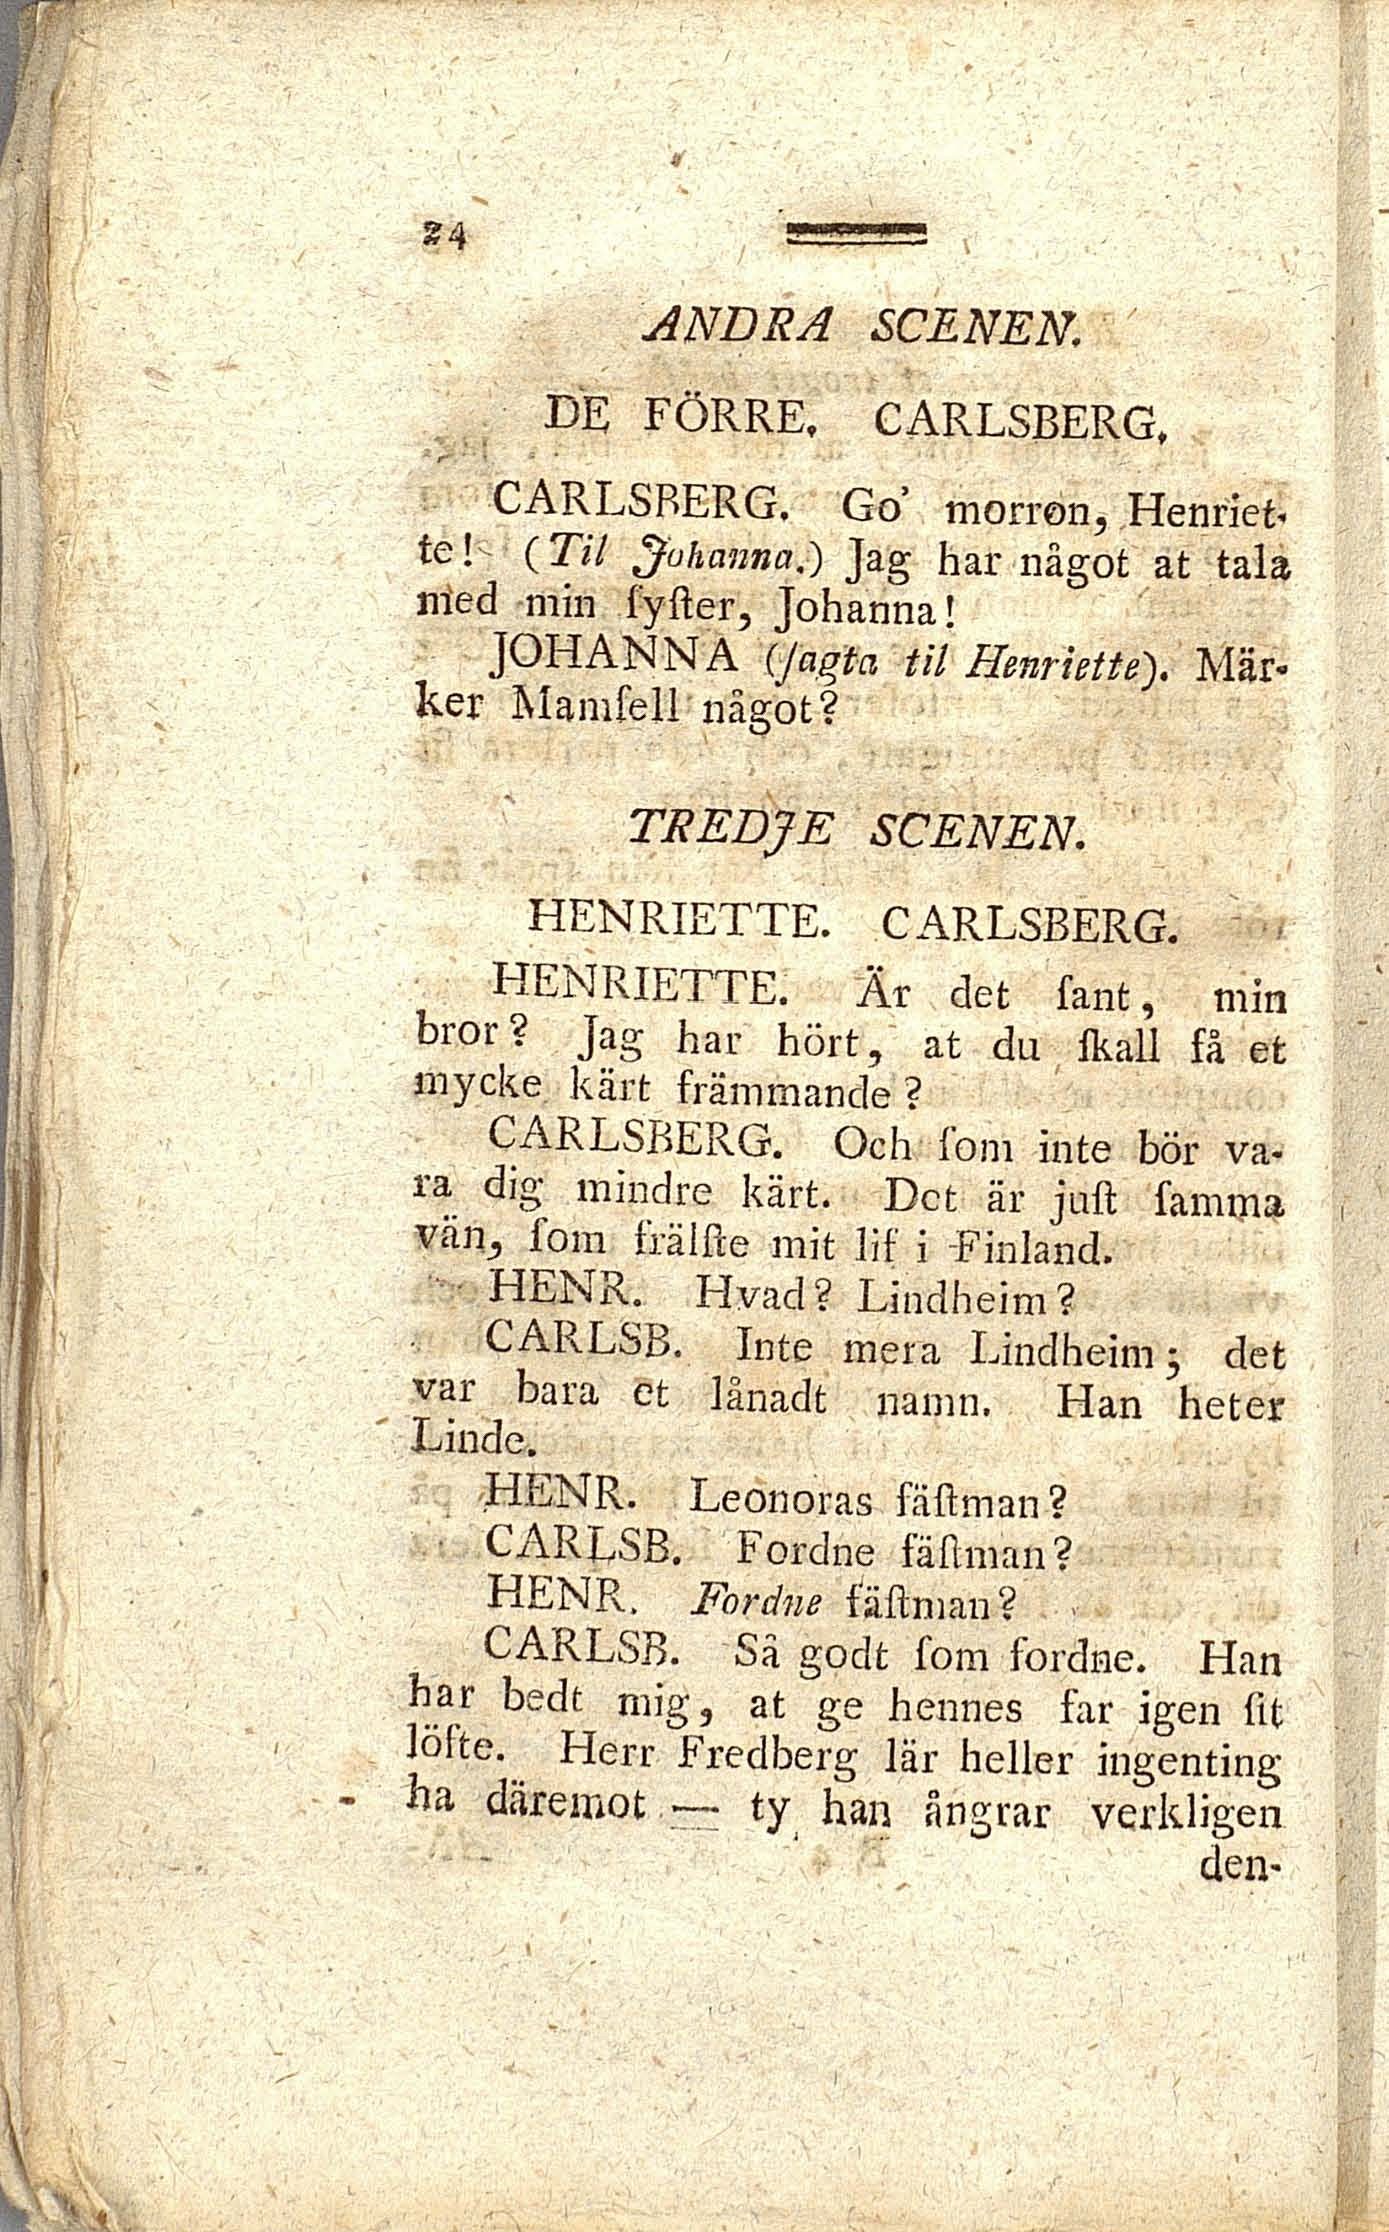 24
ANDRA SCENEN.
DE FÖRRE. CARLSBERG.
CARLSBERG. Go' morron, Henriet-
te! (Til Johanna.) Jag har något at tala
med min ſyſter, Johanna!
JOHANNA (ſagta til Henriette). Mär-
ker Mamſell något?
TREDJE SCENEN.
HENRIETTE. CARLSBERG.
HENRIETTE. Är det ſant, min
bror? Jag har hört, at du ſkall få et
mycke kärt främmande?
CARLSBERG. Och ſom inte bör va-
ra dig mindre kärt. Det är juſt ſamma
vän, ſom frälſte mit lif i Finland.
HENR. Hvad? Lindheim?
CARLSB. Inte mera Lindheim; det
var bara et lånadt namn. Han heter
Linde.
HENR. Leonoras fäſtman?
CARLSB. Fordne fäſtman?
HENR. Fordne fäſtman?
CARLSB. Så godt ſom fordne. Han
har bedt mig, at ge hennes far igen ſit
löfte. Herr Fredberg lär heller ingenting
ha däremot — ty han ångrar verkligen
den-